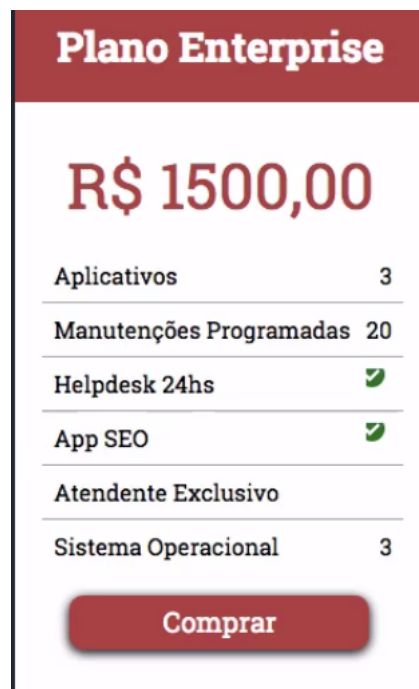 Plano Enterprise
R$ 1500,00
Aplicativos 3
Manutenções Programadas 20
Helpdesk 24hs
App SEO
Atendente Exclusivo
Sistema Operacional 3
Comprar